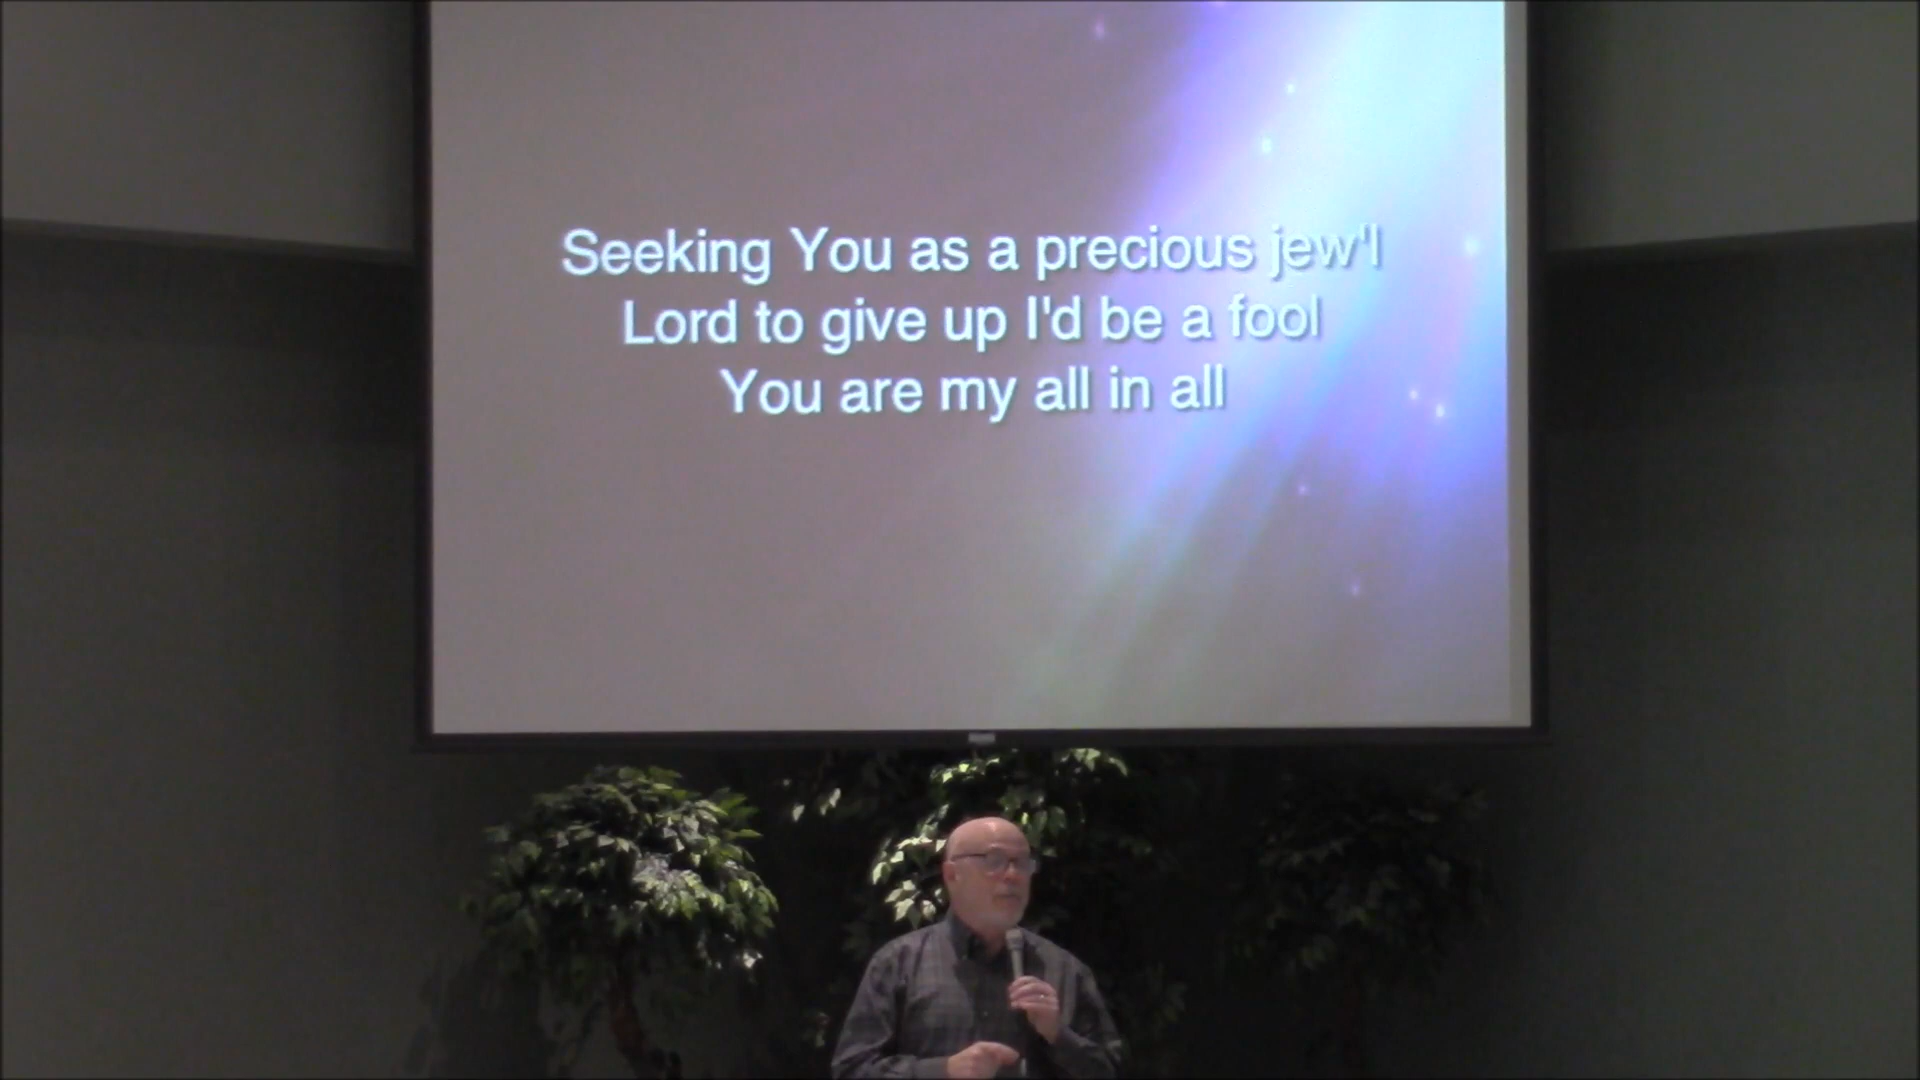 Seeking You as a precious jew'l
Lord to give up I'd be a fool
You are my all in all